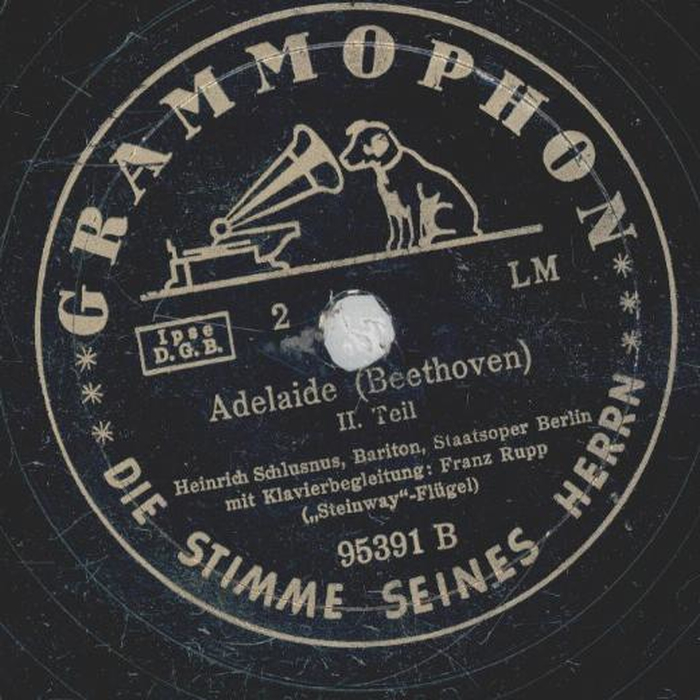 GRAMMOPHON
LM
2
Ipse
D.G.B.
Adelaide (Beethoven)
II. Teil
Heinrich Schlusnus, Bariton, Staatsoper Berlin
mit Klavierbegleitung: Franz Rupp
(„Steinway“-Flügel)
95391 B
*** DIE STIMME SEINES HERRN ***